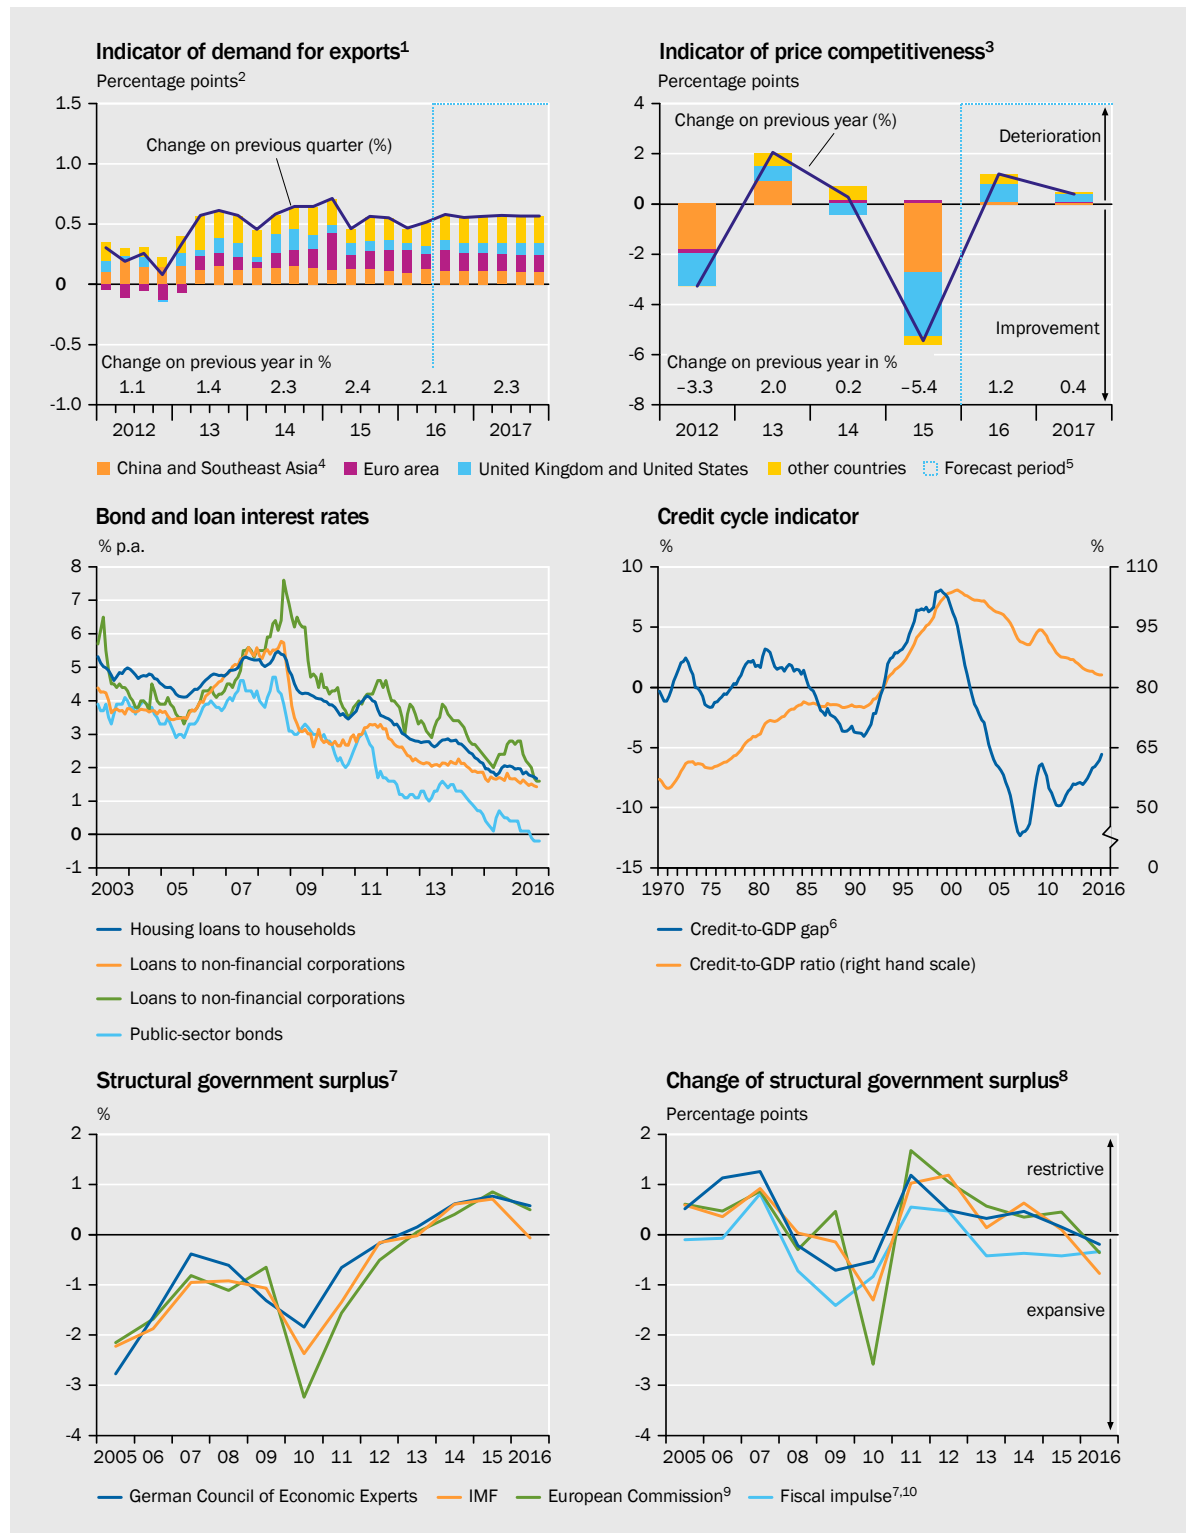 Indicator of demand for exports1
Percentage points2
1.5
1.0
0.5
0
-0.5
-1.0
Change on previous quarter (%)
Change on previous year in %
1.1 1.4 2.3 2.4 2.1 2.3
2012 13 14 15 16 2017
Indicator of price competitiveness3
Percentage points
4
2
0
-2
-4
-6
-8
Change on previous year (%)
Deterioration
Improvement
Change on previous year in %
–3.3 2.0 0.2 –5.4 1.2 0.4
2012 13 14 15 16 2017
China and Southeast Asia4 Euro area United Kingdom and United States other countries Forecast period5
Bond and loan interest rates
% p.a.
8
7
6
5
4
3
2
1
0
-1
2003 05 07 09 11 13 2016
Housing loans to households
Loans to non-financial corporations
Loans to non-financial corporations
Public-sector bonds
Credit cycle indicator
% %
10 110
5 95
0 80
-5 65
-10 50
-15 0
1970 75 80 85 90 95 00 05 10 2016
Credit-to-GDP gap6
Credit-to-GDP ratio (right hand scale)
Structural government surplus7
%
2
1
0
-1
-2
-3
-4
2005 06 07 08 09 10 11 12 13 14 15 2016
Change of structural government surplus8
Percentage points
2
1
0
-1
-2
-3
-4
restrictive
expansive
2005 06 07 08 09 10 11 12 13 14 15 2016
German Council of Economic Experts IMF European Commission9 Fiscal impulse7,10